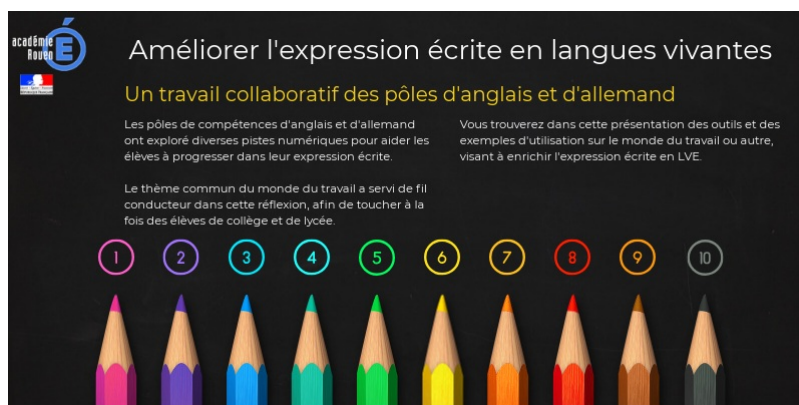 académie
Rouen
É
Améliorer l'expression écrite en langues vivantes
Un travail collaboratif des pôles d'anglais et d'allemand
Les pôles de compétences d'anglais et d'allemand
ont exploré diverses pistes numériques pour aider les
élèves à progresser dans leur expression écrite.
Le thème commun du monde du travail a servi de fil
conducteur dans cette réflexion, afin de toucher à la
fois des élèves de collège et de lycée.
Vous trouverez dans cette présentation des outils et des
exemples d'utilisation sur le monde du travail ou autre,
visant à enrichir l'expression écrite en LVE.
1 2 3 4 5 6 7 8 9 10